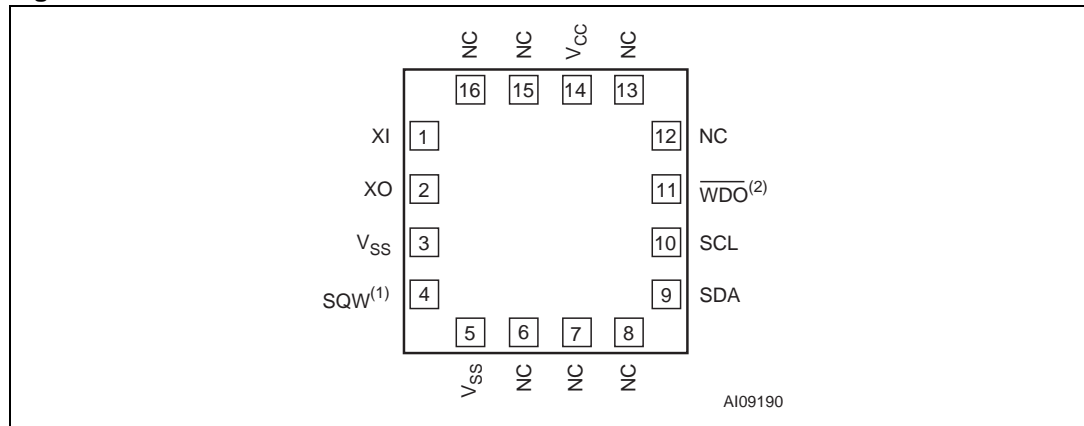 NC NC VCC NC
16 15 14 13
XI 1 12 NC
XO 2 11 WDO(2)
VSS 3 10 SCL
SQW(1) 4 9 SDA
5 6 7 8
VSS NC NC NC
AI09190